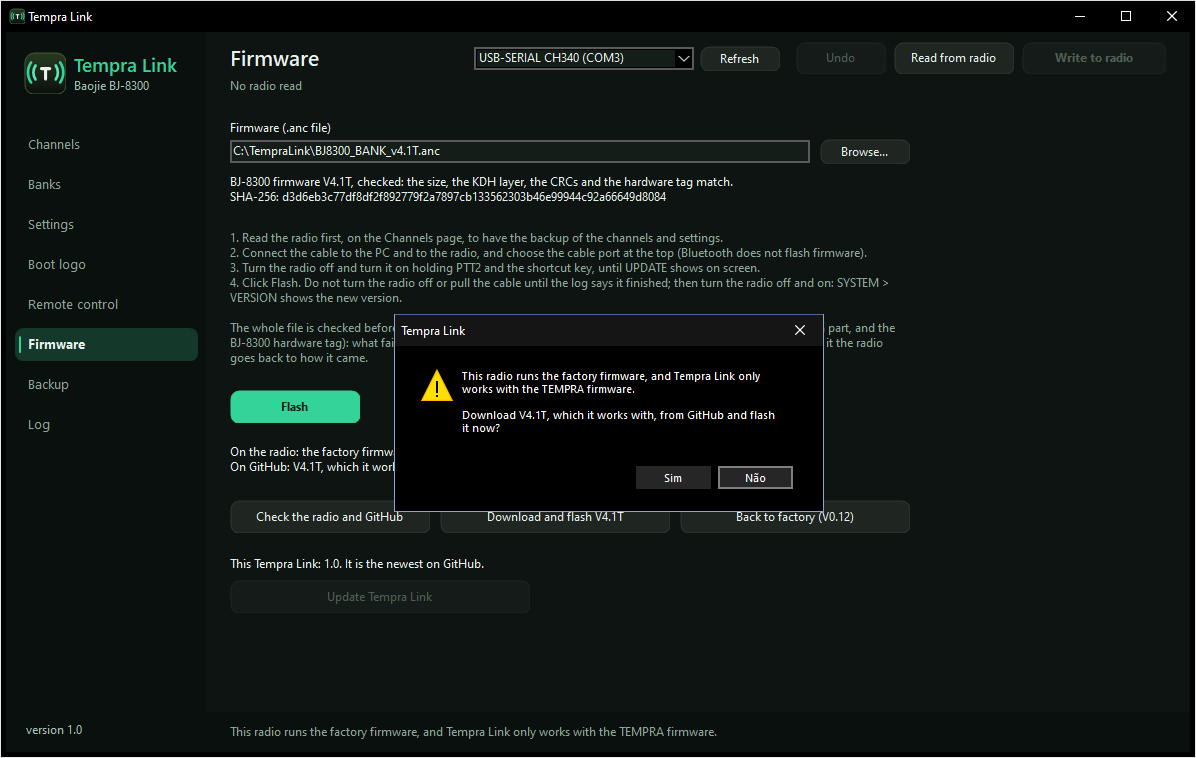 Tempra Link
(T) Tempra Link
Baojie BJ-8300
Channels
Banks
Settings
Boot logo
Remote control
Firmware
Backup
Log
version 1.0
Firmware
No radio read
USB-SERIAL CH340 (COM3)
Refresh
Undo
Read from radio
Write to radio
Firmware (.anc file)
C:\TempraLink\BJ8300_BANK_v4.1T.anc
Browse...
BJ-8300 firmware V4.1T, checked: the size, the KDH layer, the CRCs and the hardware tag match.
SHA-256: d3d6eb3c77df8df2f892779f2a7897cb133562303b46e99944c92a66649d8084
1. Read the radio first, on the Channels page, to have the backup of the channels and settings.
2. Connect the cable to the PC and to the radio, and choose the cable port at the top (Bluetooth does not flash firmware).
3. Turn the radio off and turn it on holding PTT2 and the shortcut key, until UPDATE shows on screen.
4. Click Flash. Do not turn the radio off or pull the cable until the log says it finished; then turn the radio off and on: SYSTEM >
VERSION shows the new version.
The whole file is checked before part, and the
BJ-8300 hardware tag): what fai it the radio
goes back to how it came.
Flash
On the radio: the factory firmw
On GitHub: V4.1T, which it worl
Tempra Link
This radio runs the factory firmware, and Tempra Link only
works with the TEMPRA firmware.
Download V4.1T, which it works with, from GitHub and flash
it now?
Sim
Não
Check the radio and GitHub
Download and flash V4.1T
Back to factory (V0.12)
This Tempra Link: 1.0. It is the newest on GitHub.
Update Tempra Link
This radio runs the factory firmware, and Tempra Link only works with the TEMPRA firmware.